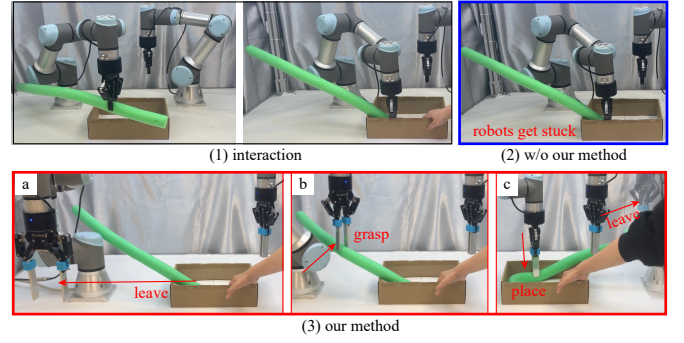 robots get stuck
(1) interaction
(2) w/o our method
a
b
c
leave
grasp
leave
place
(3) our method